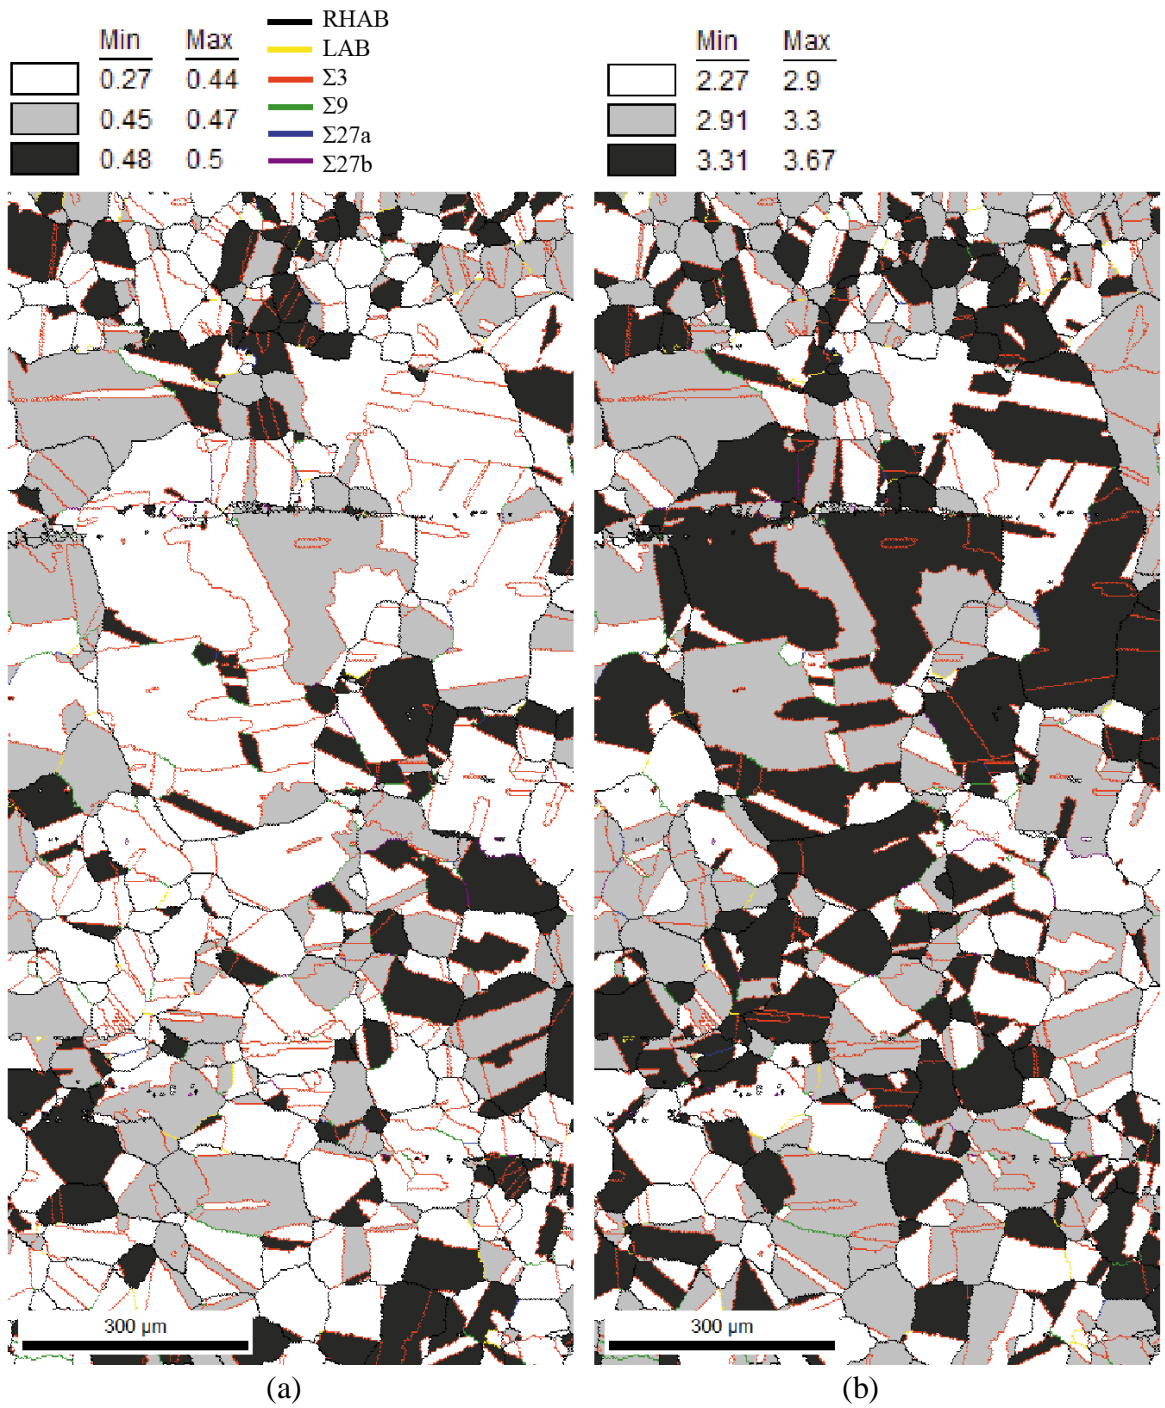 Min Max
0.27 0.44
0.45 0.47
0.48 0.5
RHAB
LAB
Σ3
Σ9
Σ27a
Σ27b
Min Max
2.27 2.9
2.91 3.3
3.31 3.67
300 µm
300 µm
(a)
(b)